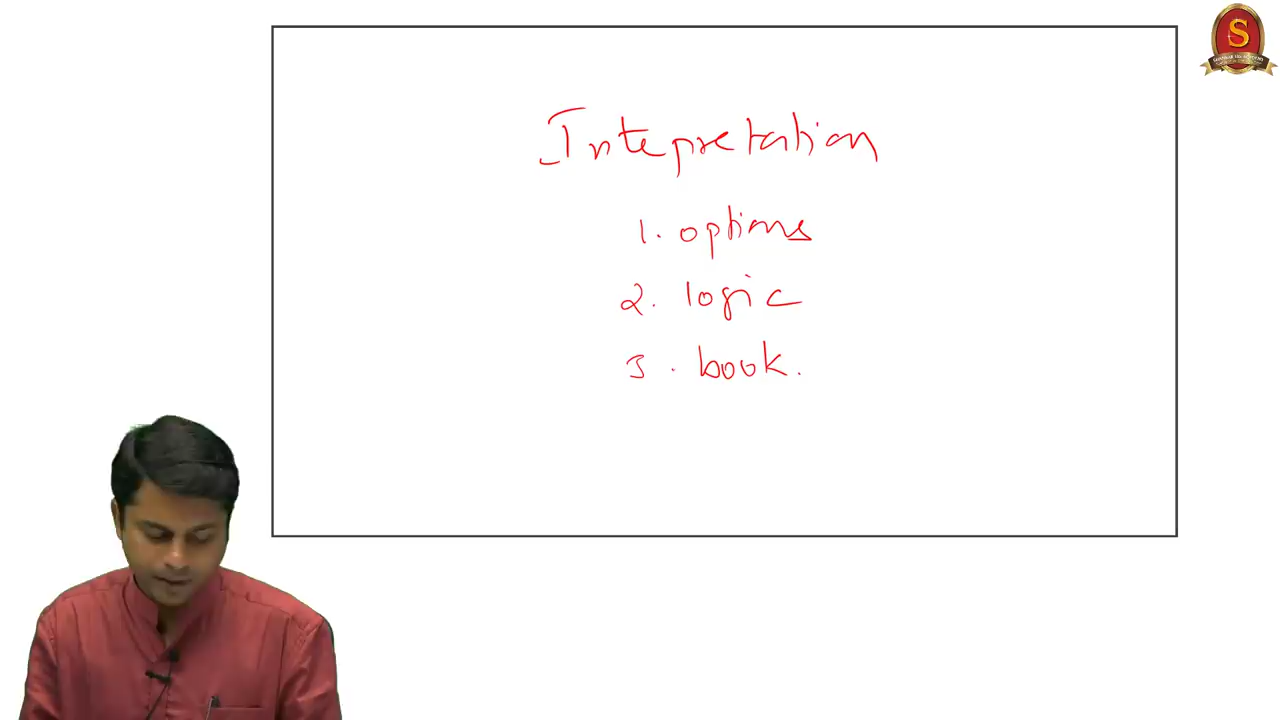 S
Intepretation
1. options
2. logic
3. book.